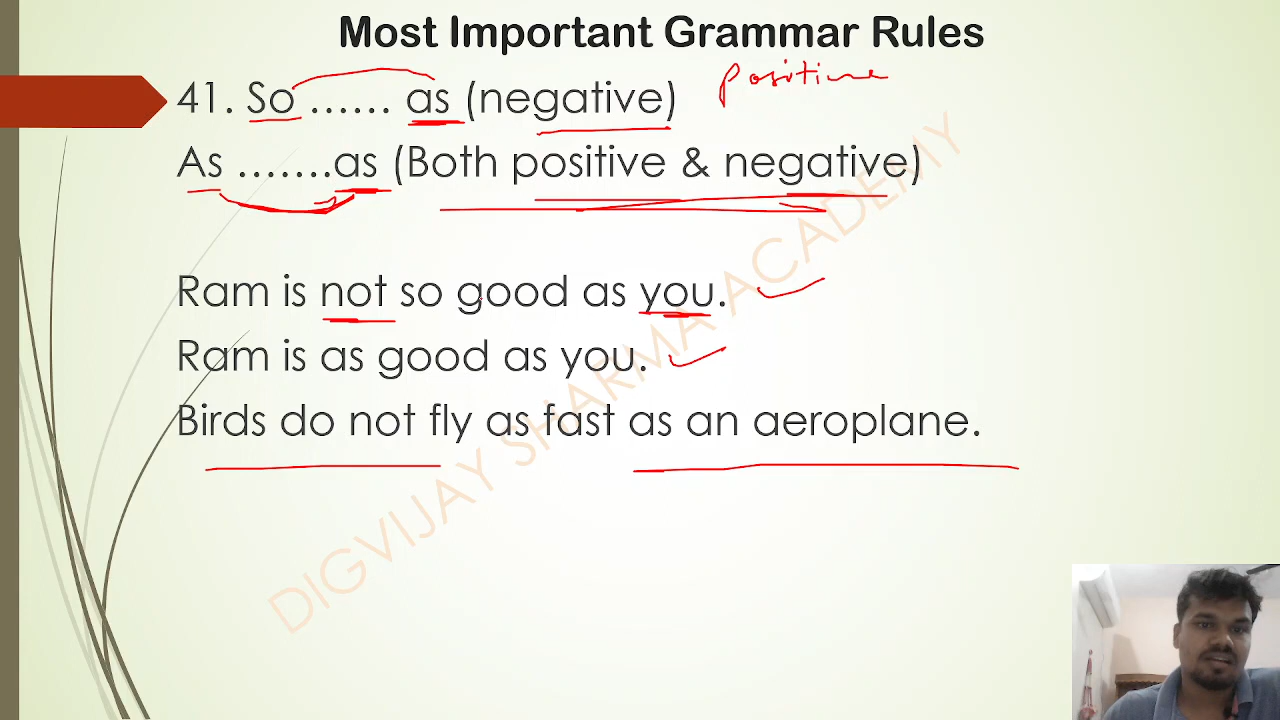 Most Important Grammar Rules
41. So ...... as (negative) positive
As .......as (Both positive & negative)
Ram is not so good as you.
Ram is as good as you.
Birds do not fly as fast as an aeroplane.
DIGVIJAY SHARMA ACADEMY